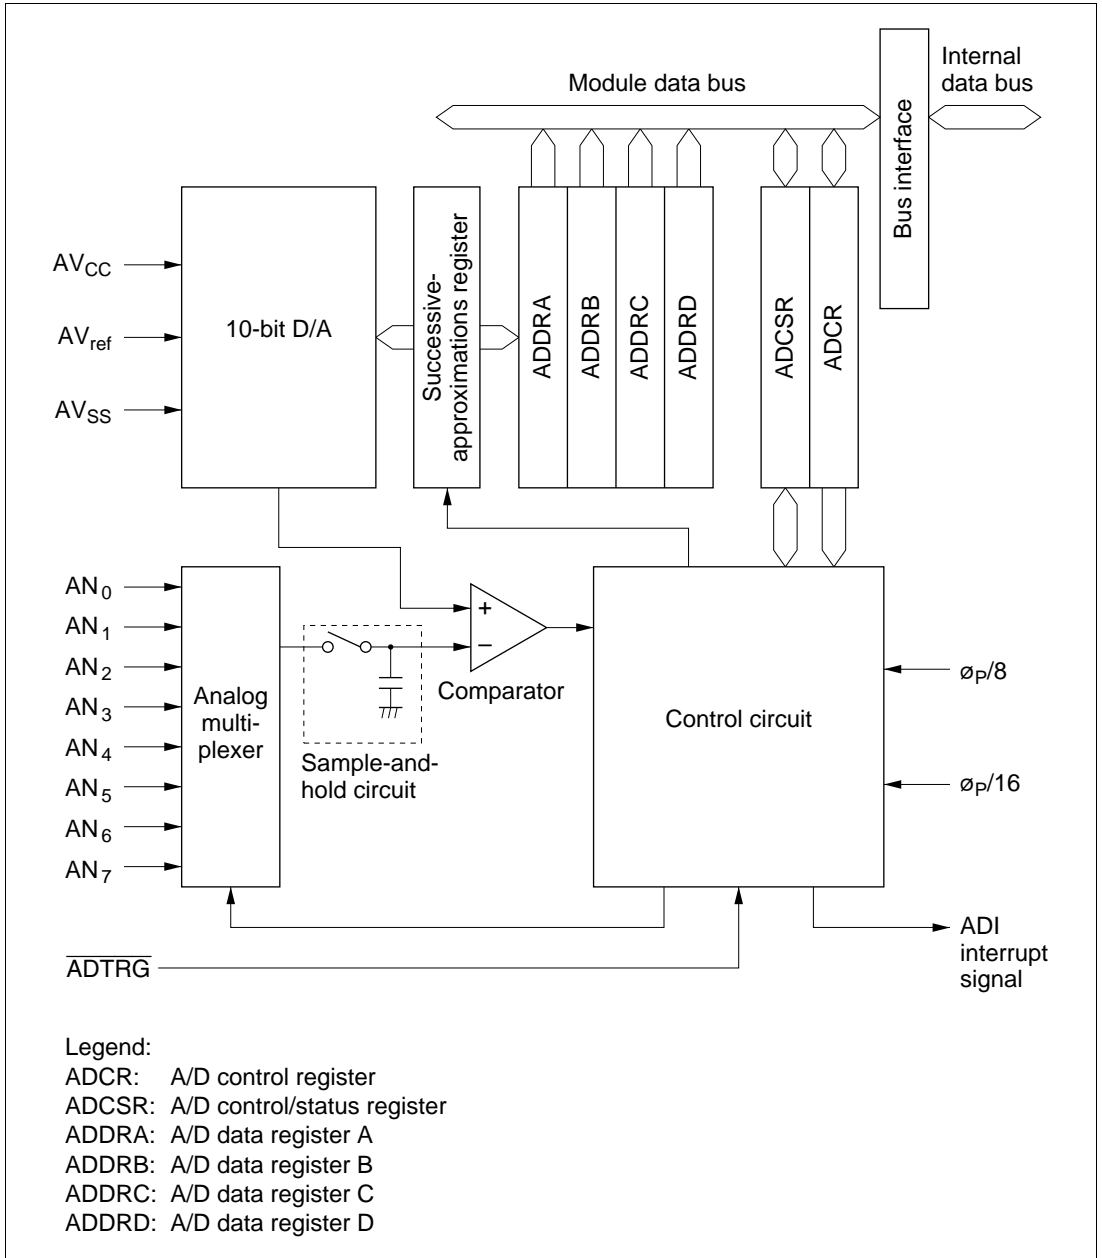 Internal
data bus
Module data bus
Bus interface
AVCC
AVref
AVSS
10-bit D/A
Successive-
approximations register
ADDRA
ADDRB
ADDRC
ADDRD
ADCSR
ADCR
AN0
AN1
AN2
AN3
AN4
AN5
AN6
AN7
Analog
multi-
plexer
+
−
Comparator
Sample-and-
hold circuit
Control circuit
øP/8
øP/16
ADTRG
ADI
interrupt
signal
Legend:
ADCR: A/D control register
ADCSR: A/D control/status register
ADDRA: A/D data register A
ADDRB: A/D data register B
ADDRC: A/D data register C
ADDRD: A/D data register D